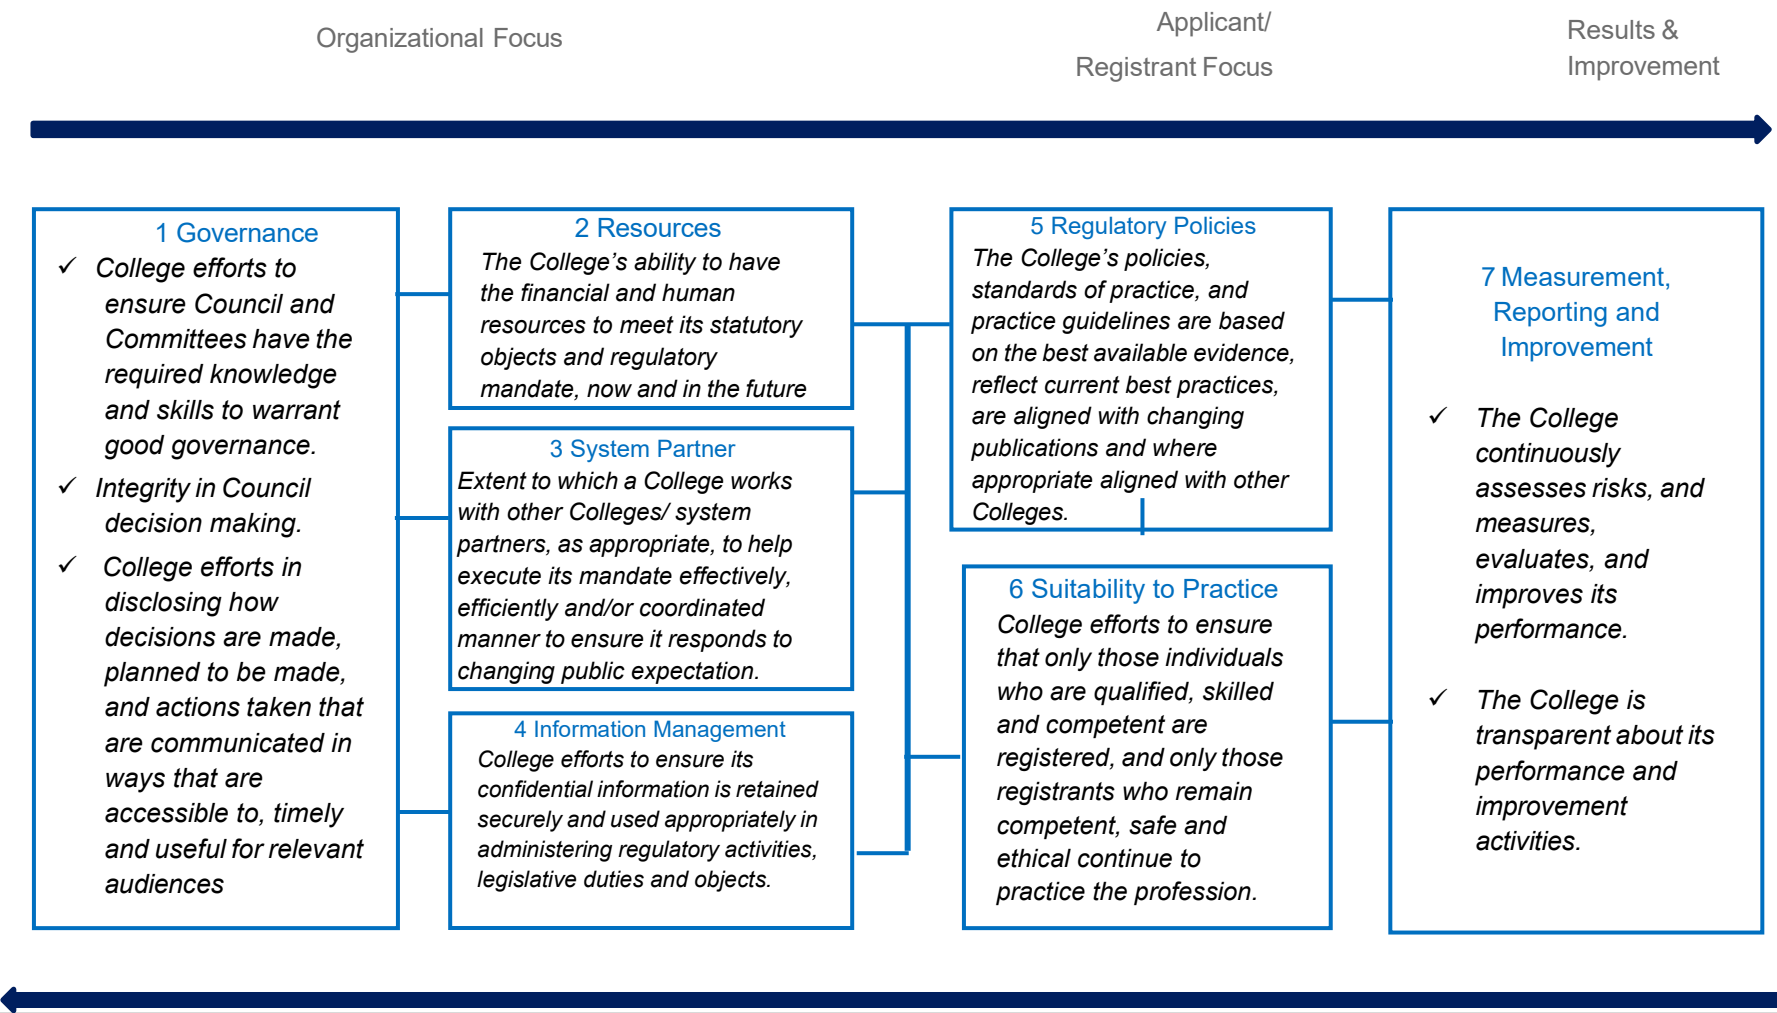 Organizational Focus
Applicant/
Registrant Focus
Results &
Improvement
1 Governance
✓ College efforts to
ensure Council and
Committees have the
required knowledge
and skills to warrant
good governance.
✓ Integrity in Council
decision making.
✓ College efforts in
disclosing how
decisions are made,
planned to be made,
and actions taken that
are communicated in
ways that are
accessible to, timely
and useful for relevant
audiences
2 Resources
The College’s ability to have
the financial and human
resources to meet its statutory
objects and regulatory
mandate, now and in the future
3 System Partner
Extent to which a College works
with other Colleges/ system
partners, as appropriate, to help
execute its mandate effectively,
efficiently and/or coordinated
manner to ensure it responds to
changing public expectation.
4 Information Management
College efforts to ensure its
confidential information is retained
securely and used appropriately in
administering regulatory activities,
legislative duties and objects.
5 Regulatory Policies
The College’s policies,
standards of practice, and
practice guidelines are based
on the best available evidence,
reflect current best practices,
are aligned with changing
publications and where
appropriate aligned with other
Colleges.
6 Suitability to Practice
College efforts to ensure
that only those individuals
who are qualified, skilled
and competent are
registered, and only those
registrants who remain
competent, safe and
ethical continue to
practice the profession.
7 Measurement,
Reporting and
Improvement
✓ The College
continuously
assesses risks, and
measures,
evaluates, and
improves its
performance.
✓ The College is
transparent about its
performance and
improvement
activities.